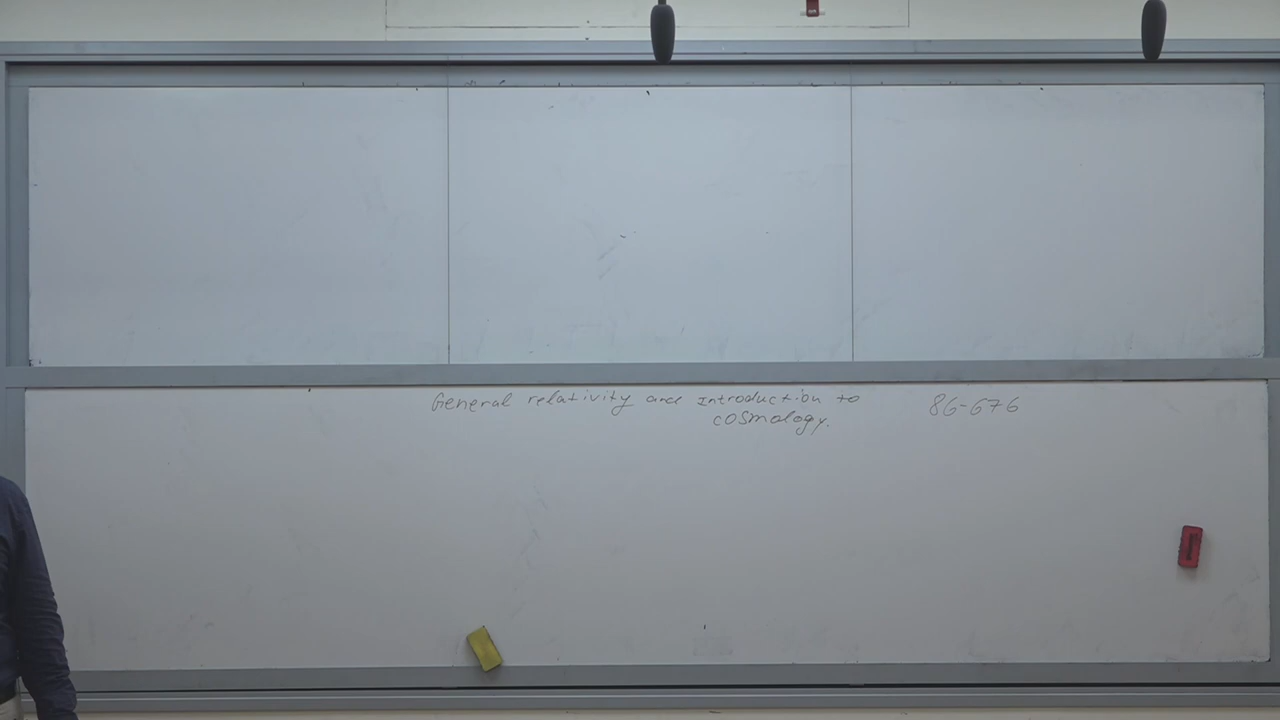 General relativity and Introduction to 86-676
cosmology.